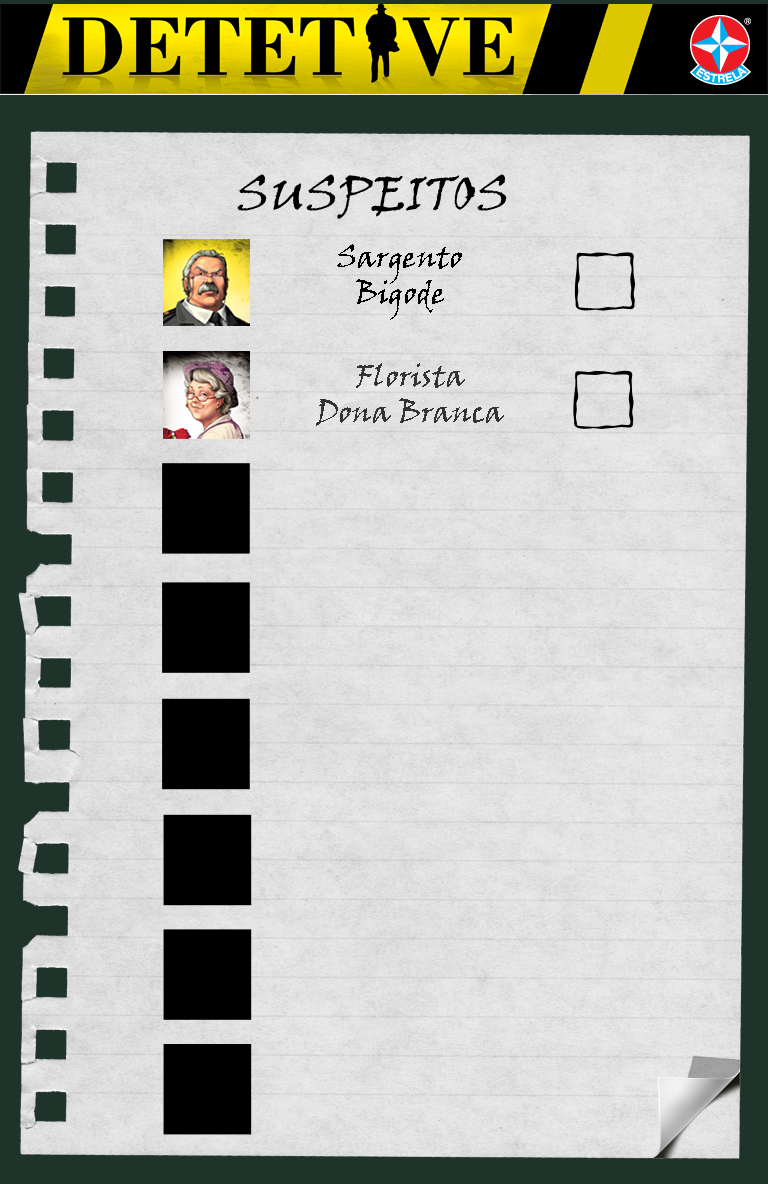 DETETIVE
®
ESTRELA
SUSPEITOS
Sargento
Bigode
Florista
Dona Branca